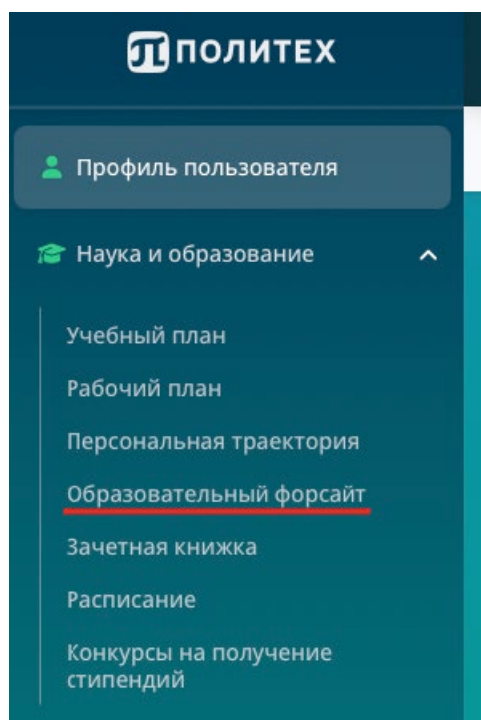 ПОЛИТЕХ
Профиль пользователя
Наука и образование
Учебный план
Рабочий план
Персональная траектория
Образовательный форсайт
Зачетная книжка
Расписание
Конкурсы на получение
стипендий